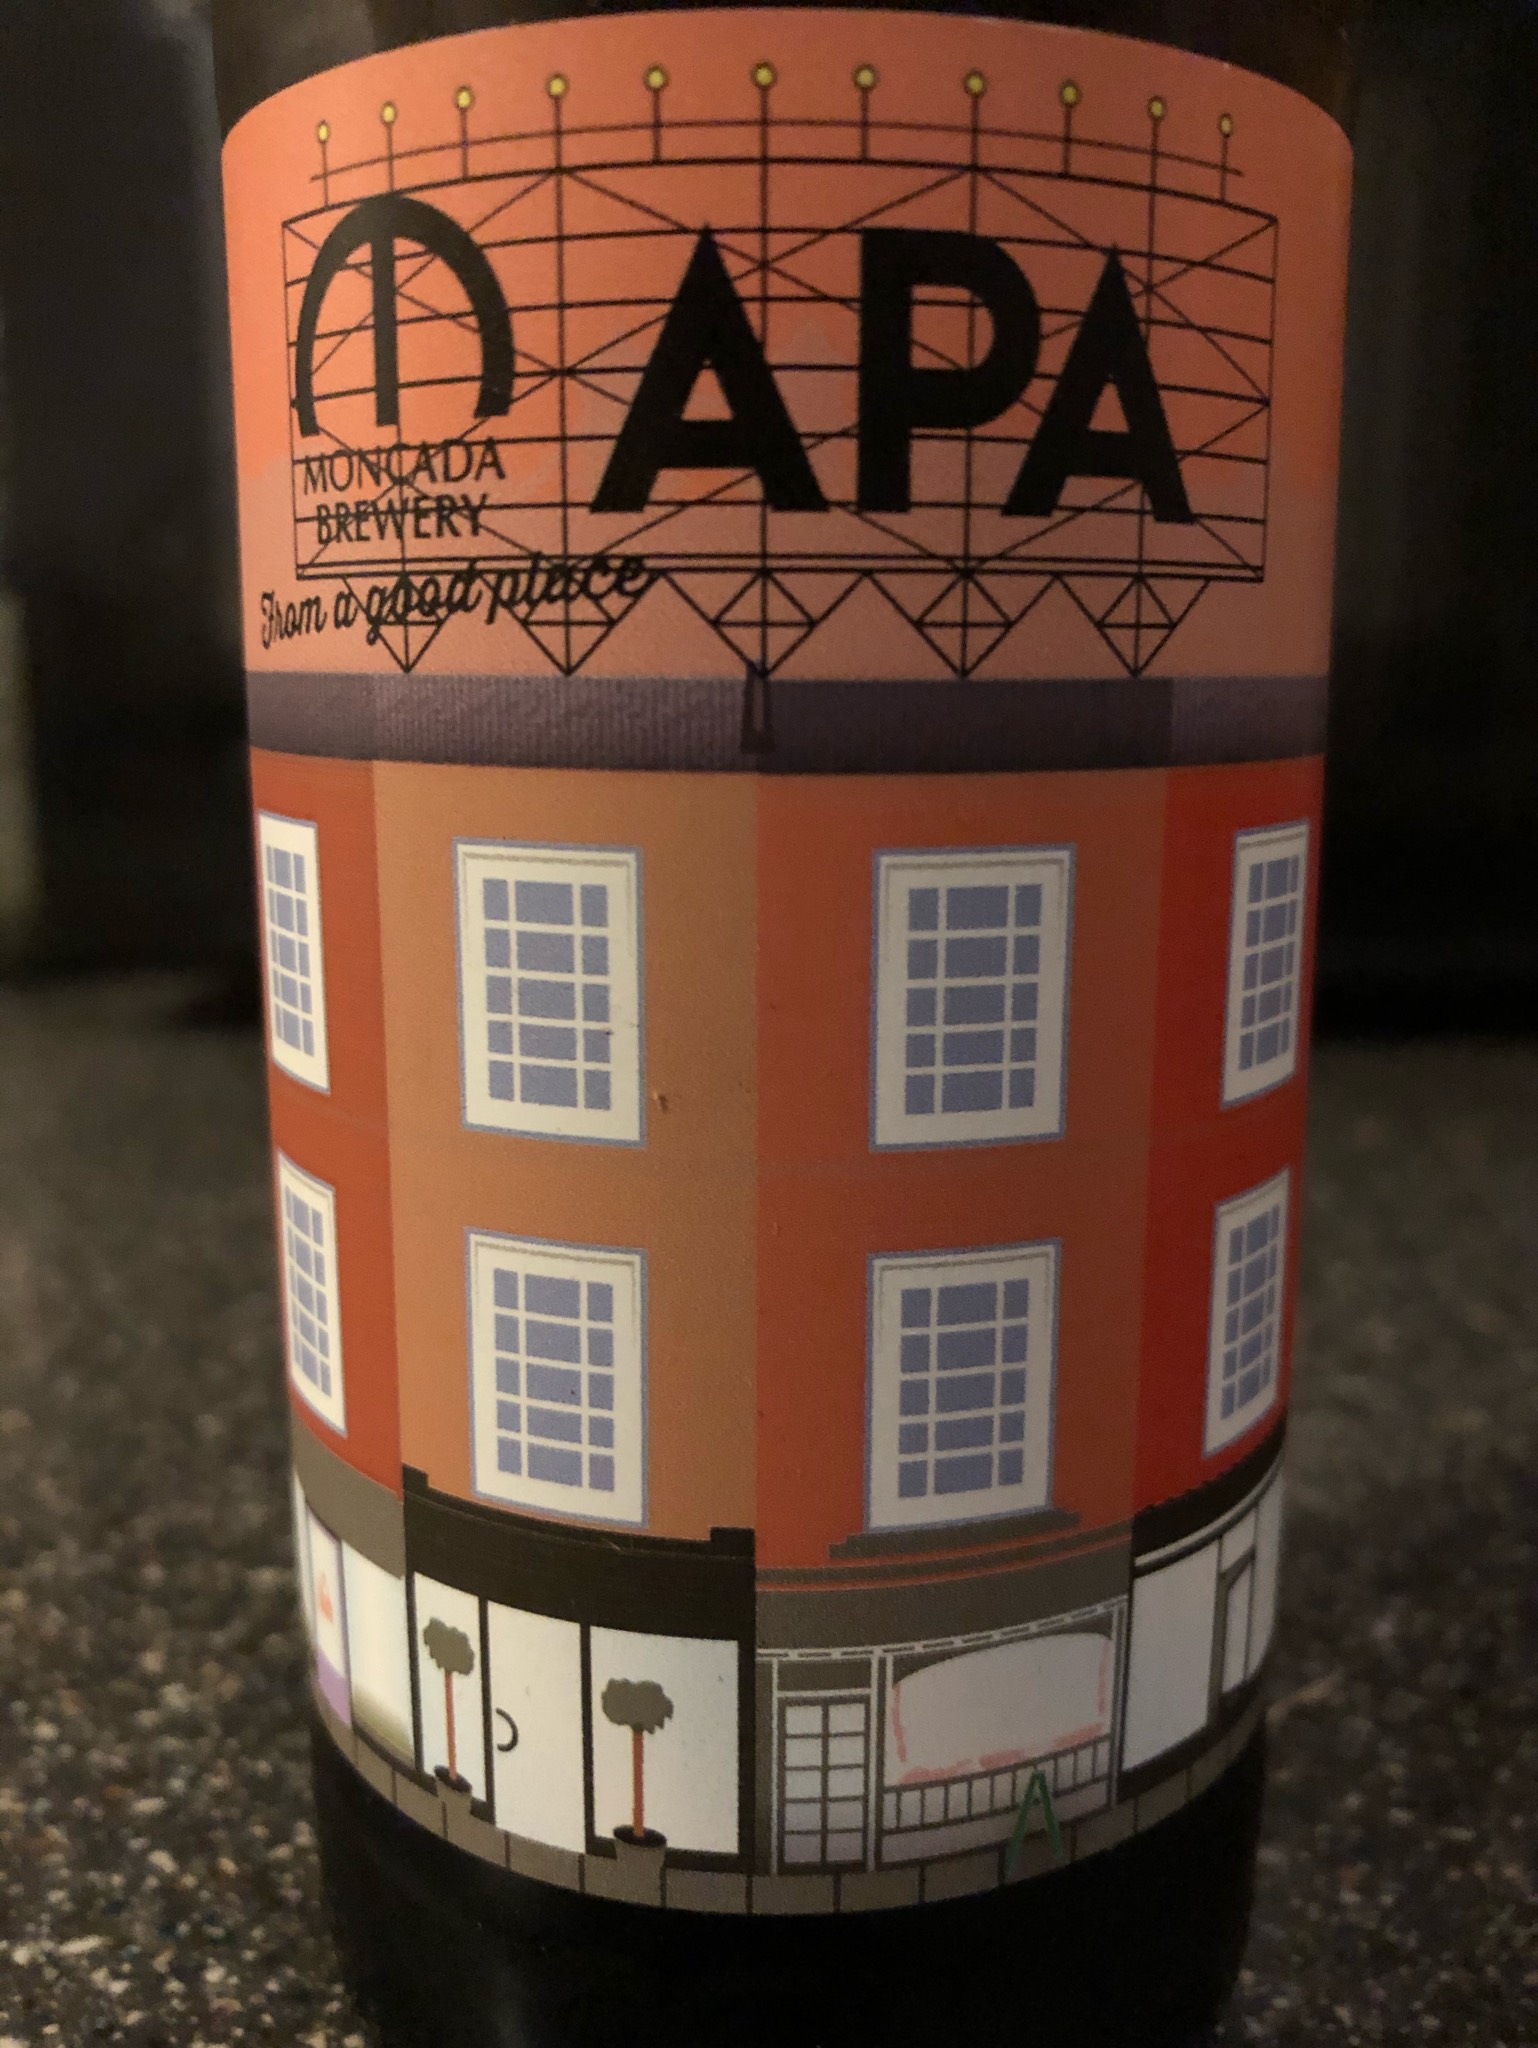 APA
MONCADA
BREWERY
From a good place